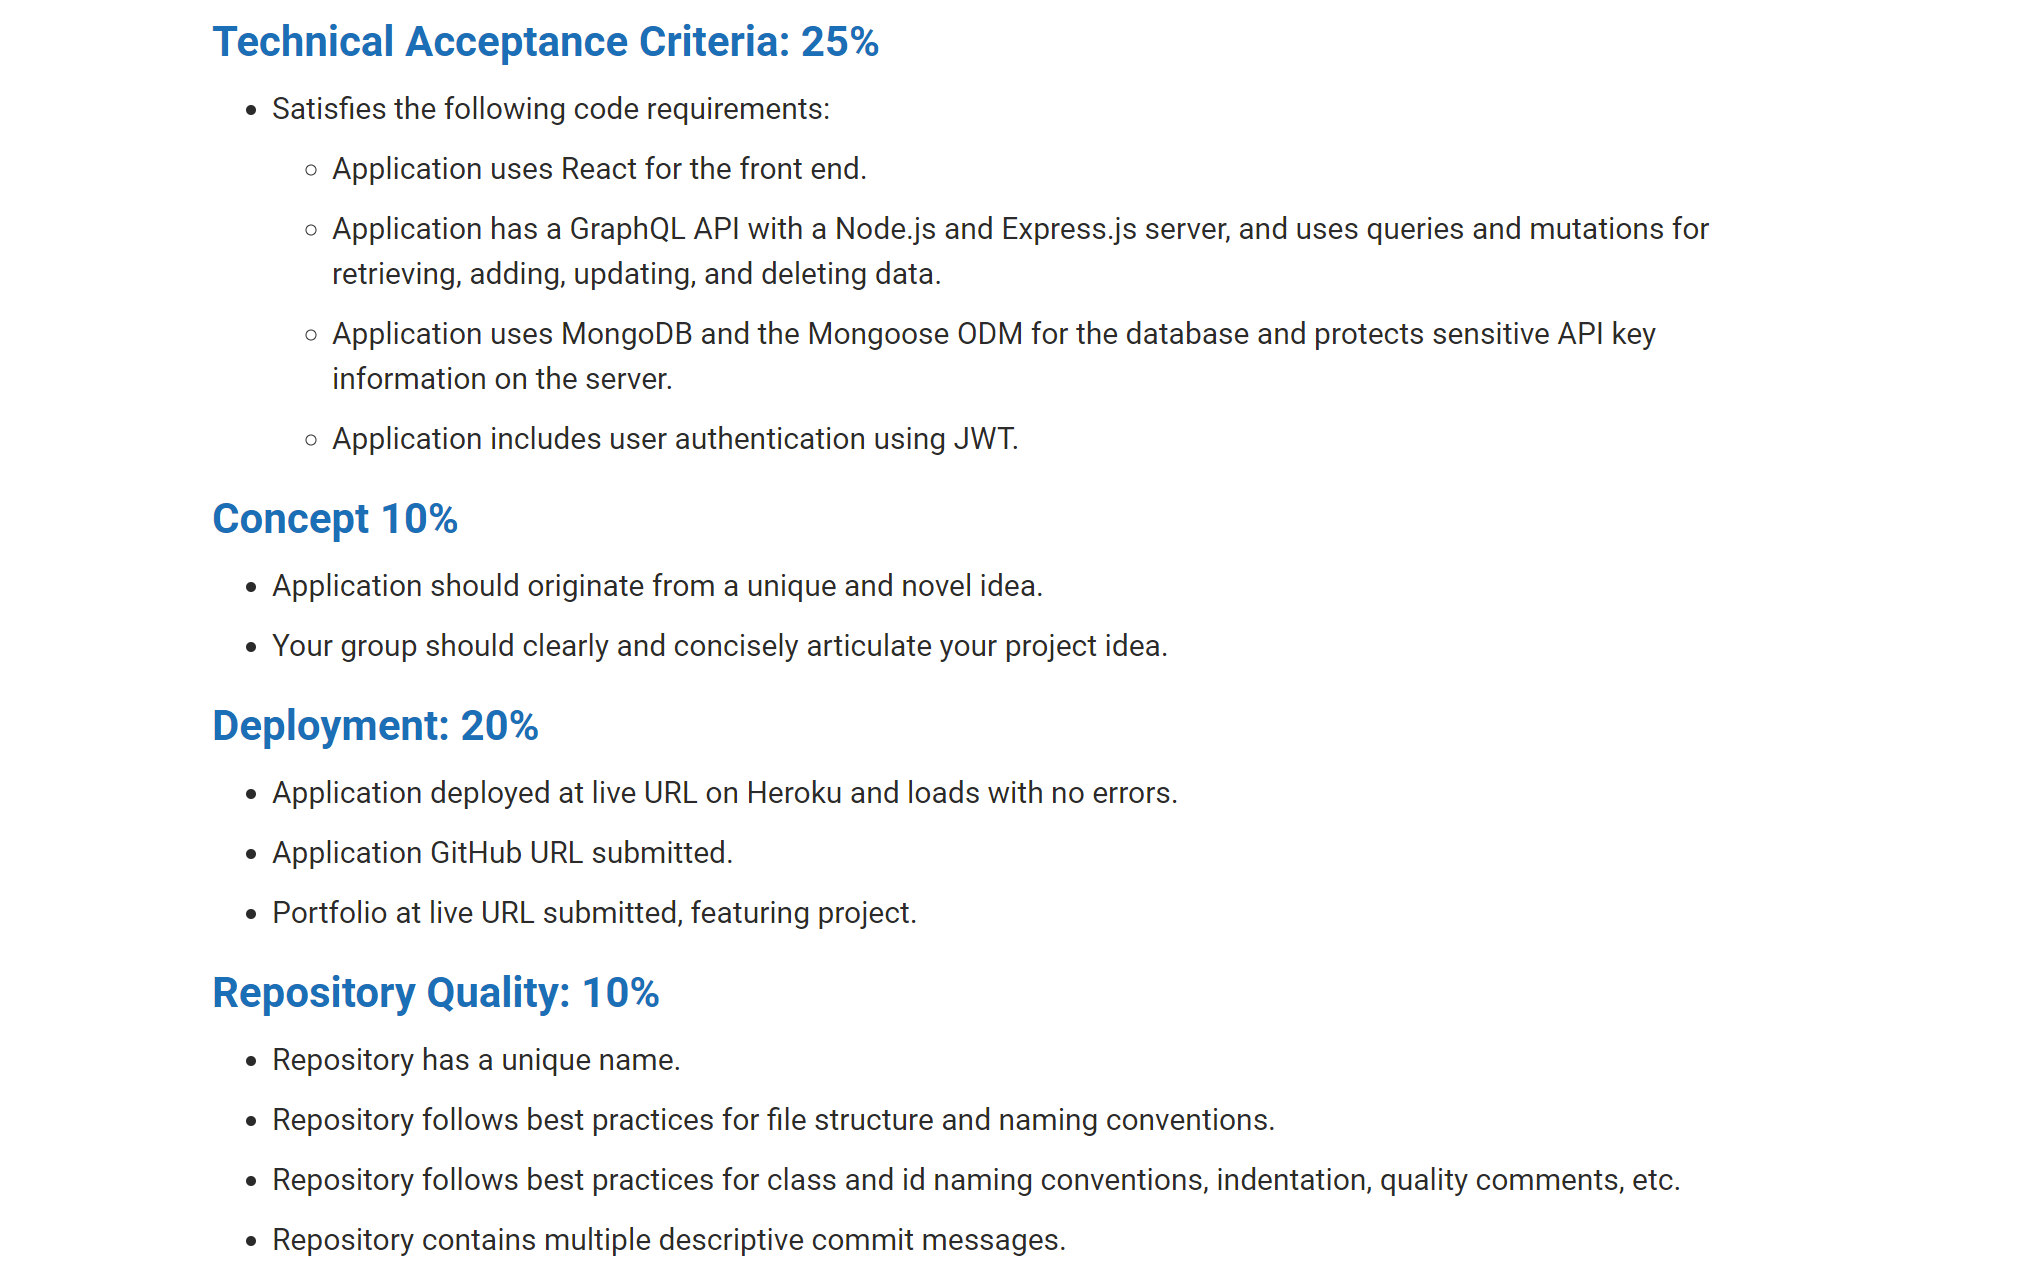 Technical Acceptance Criteria: 25%
Satisfies the following code requirements:
Application uses React for the front end.
Application has a GraphQL API with a Node.js and Express.js server, and uses queries and mutations for
retrieving, adding, updating, and deleting data.
Application uses MongoDB and the Mongoose ODM for the database and protects sensitive API key
information on the server.
Application includes user authentication using JWT.
Concept 10%
Application should originate from a unique and novel idea.
Your group should clearly and concisely articulate your project idea.
Deployment: 20%
Application deployed at live URL on Heroku and loads with no errors.
Application GitHub URL submitted.
Portfolio at live URL submitted, featuring project.
Repository Quality: 10%
Repository has a unique name.
Repository follows best practices for file structure and naming conventions.
Repository follows best practices for class and id naming conventions, indentation, quality comments, etc.
Repository contains multiple descriptive commit messages.